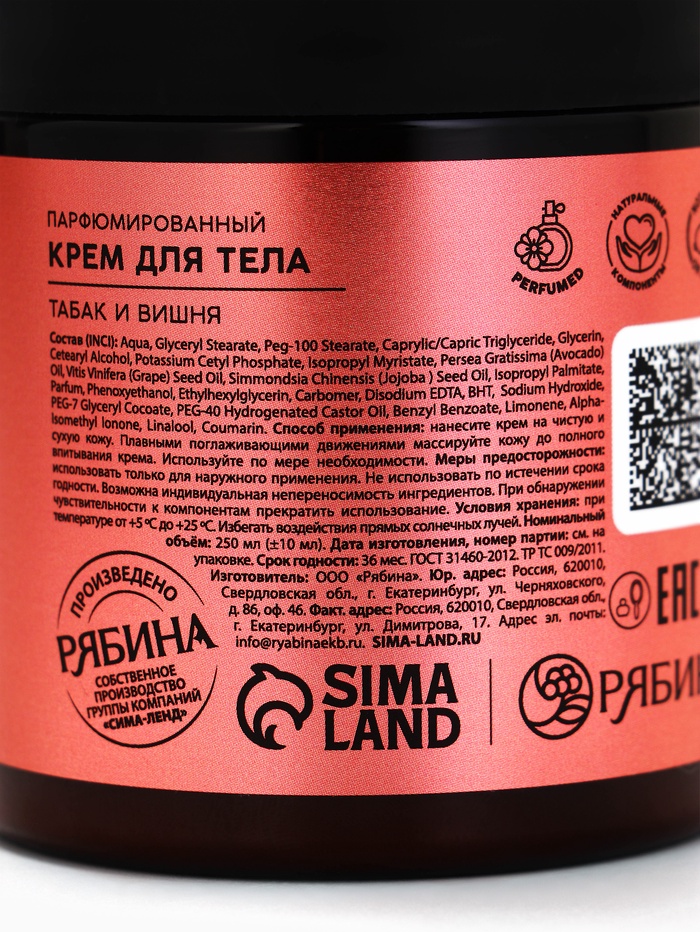 ПАРФЮМИРОВАННЫЙ
КРЕМ ДЛЯ ТЕЛА
ТАБАК И ВИШНЯ
PERFUMED
НАТУРАЛЬНЫЕ
КОМПОНЕНТЫ
Состав (INCI): Aqua, Glyceryl Stearate, Peg-100 Stearate, Caprylic/Capric Triglyceride, Glycerin,
Cetearyl Alcohol, Potassium Cetyl Phosphate, Isopropyl Myristate, Persea Gratissima (Avocado)
Oil, Vitis Vinifera (Grape) Seed Oil, Simmondsia Chinensis (Jojoba ) Seed Oil, Isopropyl Palmitate,
Parfum, Phenoxyethanol, Ethylhexylglycerin, Carbomer, Disodium EDTA, BHT, Sodium Hydroxide,
PEG-7 Glyceryl Cocoate, PEG-40 Hydrogenated Castor Oil, Benzyl Benzoate, Limonene, Alpha-
Isomethyl Ionone, Linalool, Coumarin. Способ применения: нанесите крем на чистую и
сухую кожу. Плавными поглаживающими движениями массируйте кожу до полного
впитывания крема. Используйте по мере необходимости. Меры предосторожности:
использовать только для наружного применения. Не использовать по истечении срока
годности. Возможна индивидуальная непереносимость ингредиентов. При обнаружении
чувствительности к компонентам прекратить использование. Условия хранения: при
температуре от +5 ºС до +25 ºС. Избегать воздействия прямых солнечных лучей. Номинальный
объём: 250 мл (±10 мл). Дата изготовления, номер партии: см. на
упаковке. Срок годности: 36 мес. ГОСТ 31460-2012. ТР ТС 009/2011.
Изготовитель: ООО «Рябина». Юр. адрес: Россия, 620010,
Свердловская обл., г. Екатеринбург, ул. Черняховского,
д. 86, оф. 46. Факт. адрес: Россия, 620010, Свердловская обл.,
г. Екатеринбург, ул. Димитрова, 17. Адрес эл. почты:
info@ryabinaekb.ru. SIMA-LAND.RU
ПРОИЗВЕДЕНО
РЯБИНА
СОБСТВЕННОЕ
ПРОИЗВОДСТВО
ГРУППЫ КОМПАНИЙ
«СИМА-ЛЕНД»
SIMA
LAND
EAC
РЯБИН